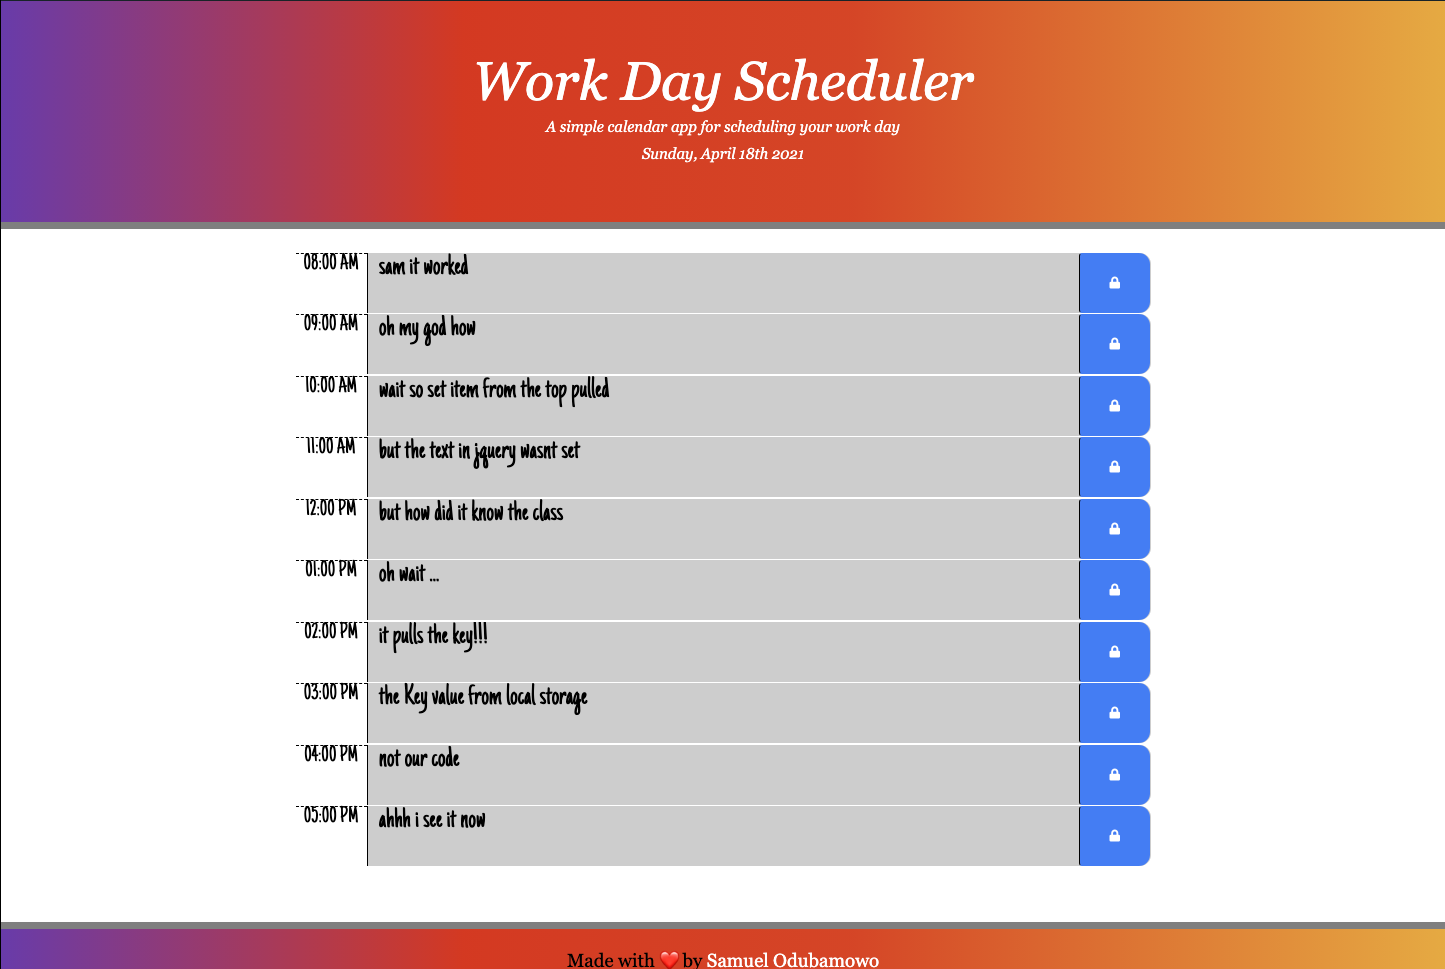 Work Day Scheduler
A simple calendar app for scheduling your work day
Sunday, April 18th 2021
08:00 AM sam it worked
09:00 AM oh my god how
10:00 AM wait so set item from the top pulled
11:00 AM but the text in jquery wasnt set
12:00 PM but how did it know the class
01:00 PM oh wait ...
02:00 PM it pulls the key!!!
03:00 PM the Key value from local storage
04:00 PM not our code
05:00 PM ahhh i see it now
Made with ❤️ by Samuel Odubamowo